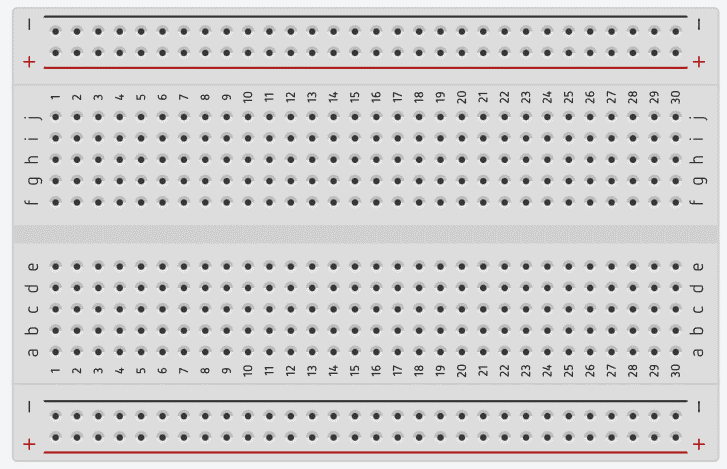 − −
+ +
1 2 3 4 5 6 7 8 9 10 11 12 13 14 15 16 17 18 19 20 21 22 23 24 25 26 27 28 29 30
j j
i i
h h
g g
f f
e e
d d
c c
b b
a a
1 2 3 4 5 6 7 8 9 10 11 12 13 14 15 16 17 18 19 20 21 22 23 24 25 26 27 28 29 30
− −
+ +